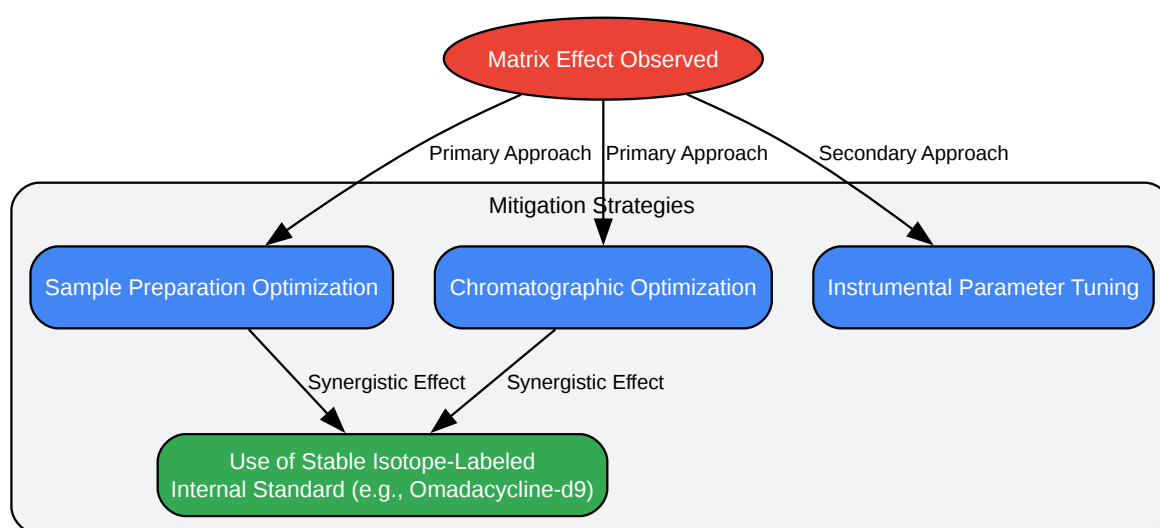 Matrix Effect Observed
Primary Approach
Primary Approach
Secondary Approach
Mitigation Strategies
Sample Preparation Optimization
Chromatographic Optimization
Instrumental Parameter Tuning
Synergistic Effect
Synergistic Effect
Use of Stable Isotope-Labeled
Internal Standard (e.g., Omadacycline-d9)